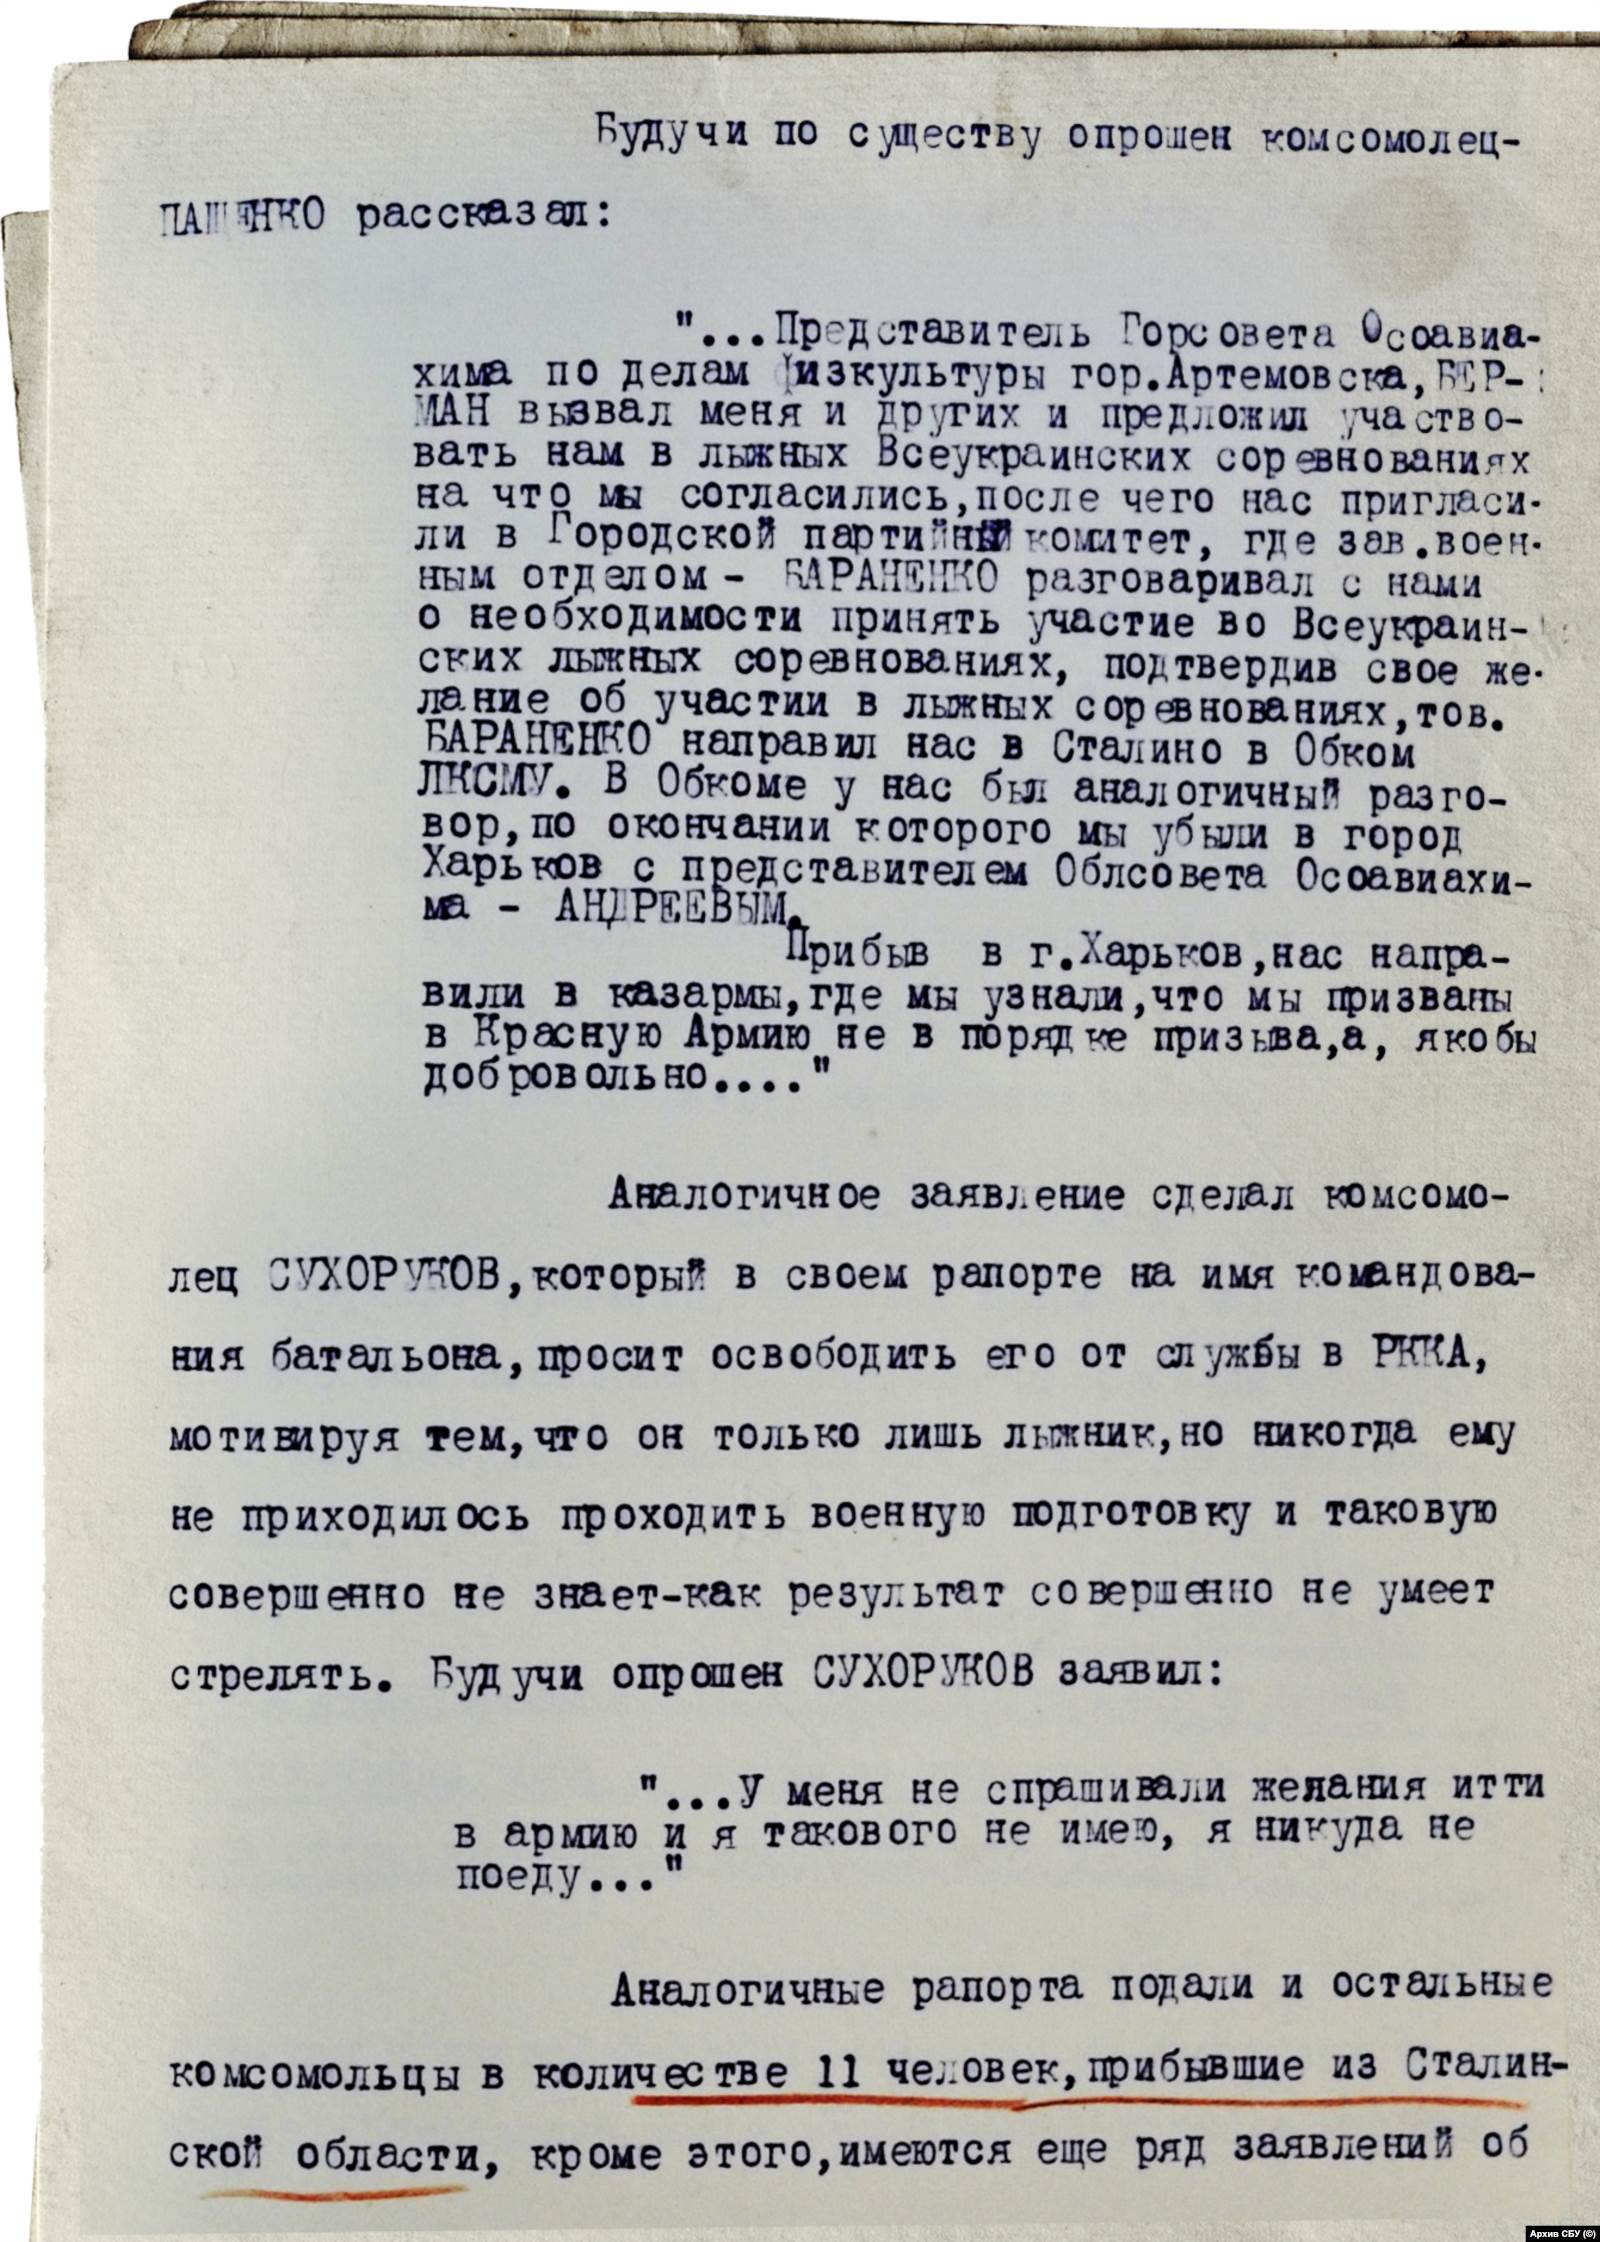 Будучи по существу опрошен комсомолец-
ПАЩЕНКО рассказал:
"...Представитель Горсовета Осоавиа-
хима по делам физкультуры гор.Артемовска,БЕР-
МАН вызвал меня и других и предложил участво-
вать нам в лыжных Всеукраинских соревнованиях
на что мы согласились,после чего нас пригласи-
ли в Городской партийный комитет, где зав.воен-
ным отделом - БАРАНЕНКО разговаривал с нами
о необходимости принять участие во Всеукраин-
ских лыжных соревнованиях, подтвердив свое же-
лание об участии в лыжных соревнованиях,тов.
БАРАНЕНКО направил нас в Сталино в Обком
ЛКСМУ. В Обкоме у нас был аналогичный разго-
вор,по окончании которого мы убыли в город
Харьков с представителем Облсовета Осоавиахи-
ма - АНДРЕЕВЫМ.
Прибыв в г.Харьков,нас напра-
вили в казармы,где мы узнали,что мы призваны
в Красную Армию не в порядке призыва,а, якобы
добровольно...."
Аналогичное заявление сделал комсомо-
лец СУХОРУКОВ,который в своем рапорте на имя командова-
ния батальона,просит освободить его от службы в РККА,
мотивируя тем,что он только лишь лыжник,но никогда ему
не приходилось проходить военную подготовку и таковую
совершенно не знает-как результат совершенно не умеет
стрелять. Будучи опрошен СУХОРУКОВ заявил:
"...У меня не спрашивали желания итти
в армию и я такового не имею, я никуда не
поеду..."
Аналогичные рапорта подали и остальные
комсомольцы в количестве 11 человек,прибывшие из Сталин-
ской области, кроме этого,имеются еще ряд заявлений об
Архив СБУ (©)